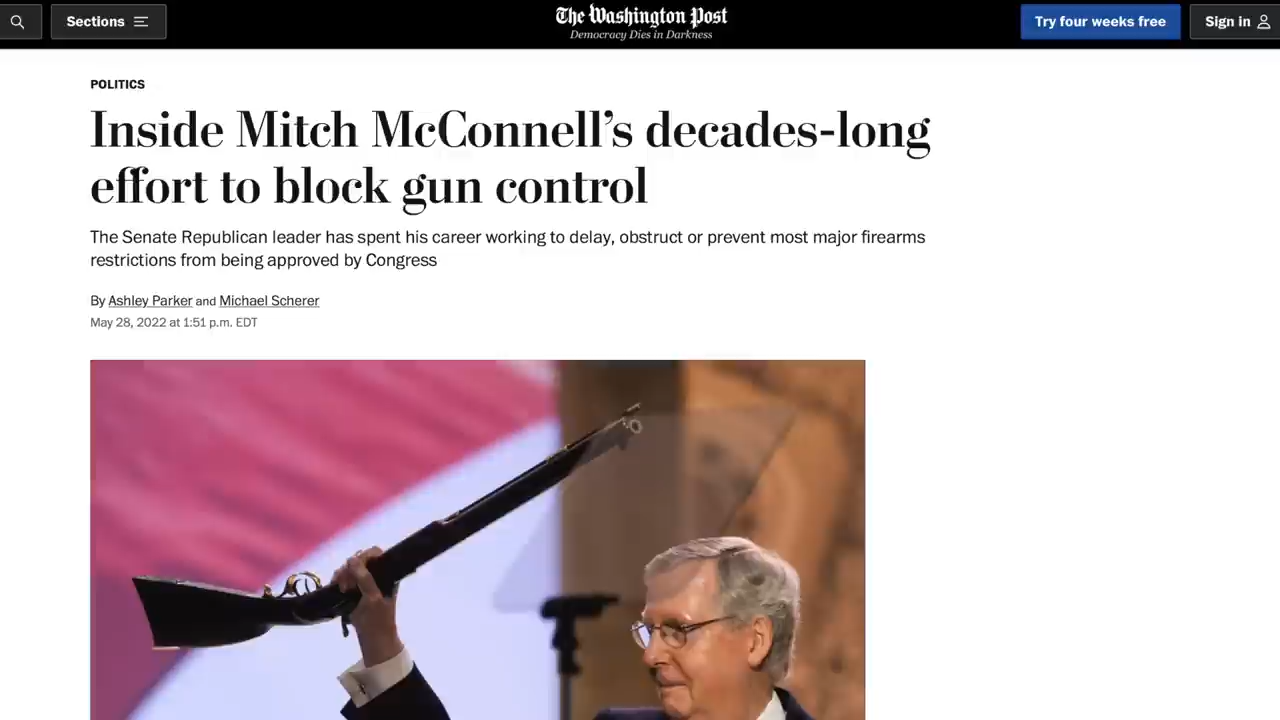 Sections
The Washington Post
Democracy Dies in Darkness
Try four weeks free
Sign in
POLITICS
Inside Mitch McConnell’s decades-long
effort to block gun control
The Senate Republican leader has spent his career working to delay, obstruct or prevent most major firearms
restrictions from being approved by Congress
By Ashley Parker and Michael Scherer
May 28, 2022 at 1:51 p.m. EDT